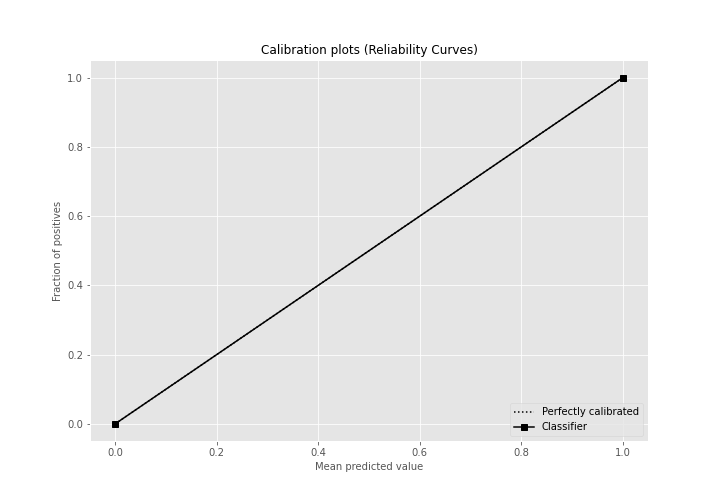 Calibration plots (Reliability Curves)
1.0
0.8
0.6
0.4
0.2
0.0
Fraction of positives
0.0 0.2 0.4 0.6 0.8 1.0
Mean predicted value
Perfectly calibrated
Classifier